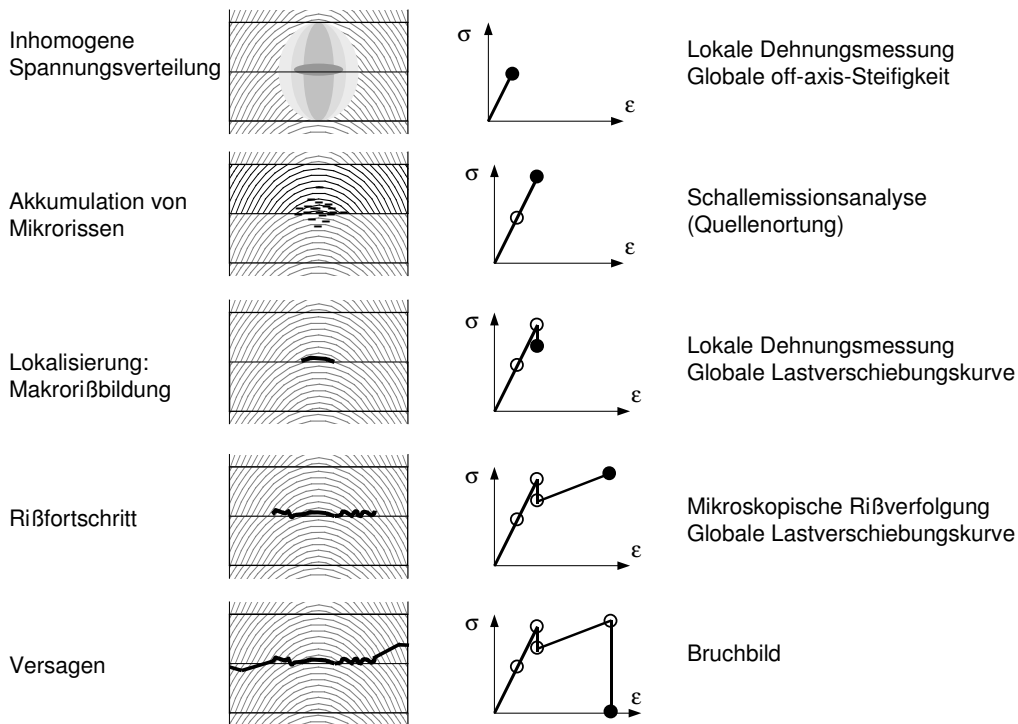 Inhomogene
Spannungsverteilung
σ
ε
Lokale Dehnungsmessung
Globale off-axis-Steifigkeit
Akkumulation von
Mikrorissen
σ
ε
Schallemissionsanalyse
(Quellenortung)
Lokalisierung:
Makrorißbildung
σ
ε
Lokale Dehnungsmessung
Globale Lastverschiebungskurve
Rißfortschritt
σ
ε
Mikroskopische Rißverfolgung
Globale Lastverschiebungskurve
Versagen
σ
ε
Bruchbild